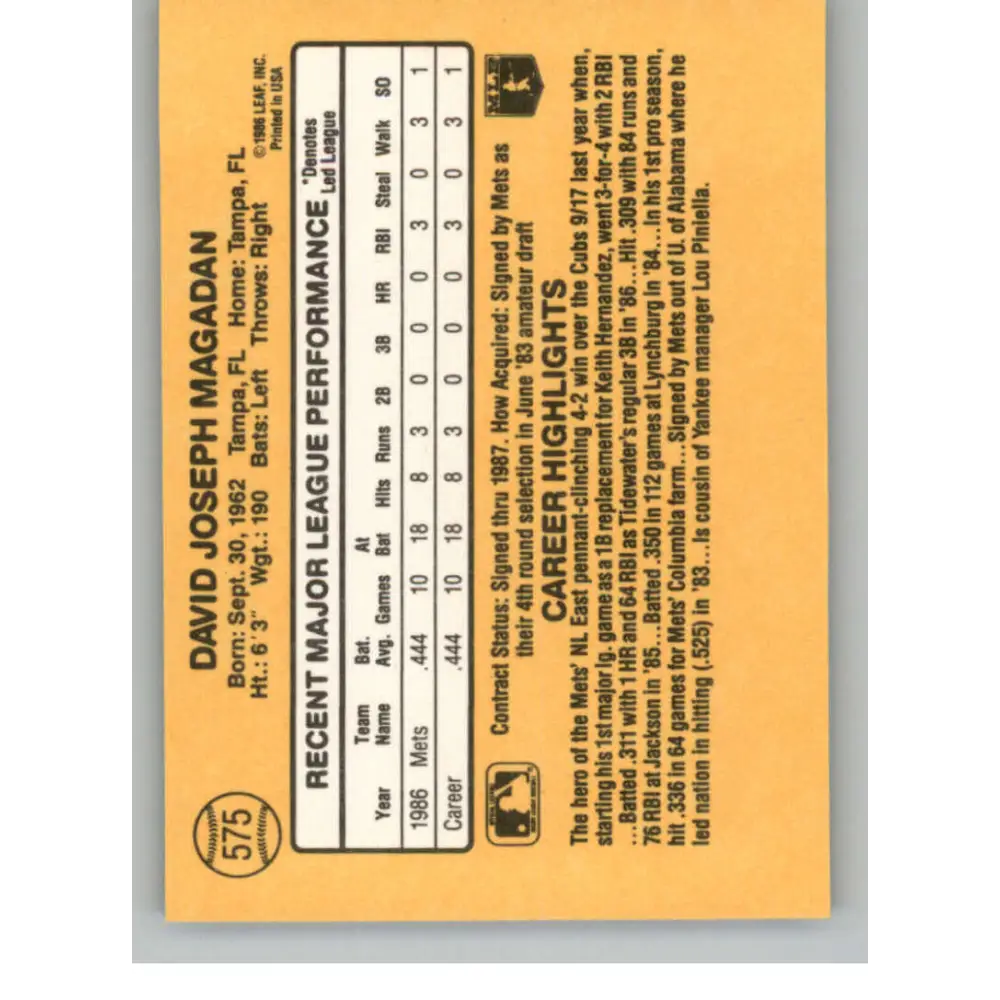 575
DAVID JOSEPH MAGADAN
Born: Sept. 30, 1962 Tampa, FL Home: Tampa, FL
Ht.: 6'3" Wgt.: 190 Bats: Left Throws: Right
©1986 LEAF, INC.
Printed in USA
RECENT MAJOR LEAGUE PERFORMANCE
*Denotes
Led League
Year Team Name Bat. Avg. Games At Bat Hits Runs 2B 3B HR RBI Steal Walk SO
1986 Mets .444 10 18 8 3 0 0 0 3 0 3 1
Career .444 10 18 8 3 0 0 0 3 0 3 1
Contract Status: Signed thru 1987. How Acquired: Signed by Mets as
their 4th round selection in June '83 amateur draft
CAREER HIGHLIGHTS
The hero of the Mets' NL East pennant-clinching 4-2 win over the Cubs 9/17 last year when,
starting his 1st major lg. game as a 1B replacement for Keith Hernandez, went 3-for-4 with 2 RBI
...Batted .311 with 1 HR and 64 RBI as Tidewater's regular 3B in '86...Hit .309 with 84 runs and
76 RBI at Jackson in '85...Batted .350 in 112 games at Lynchburg in '84...In his 1st pro season,
hit .336 in 64 games for Mets' Columbia farm...Signed by Mets out of U. of Alabama where he
led nation in hitting (.525) in '83...Is cousin of Yankee manager Lou Piniella.